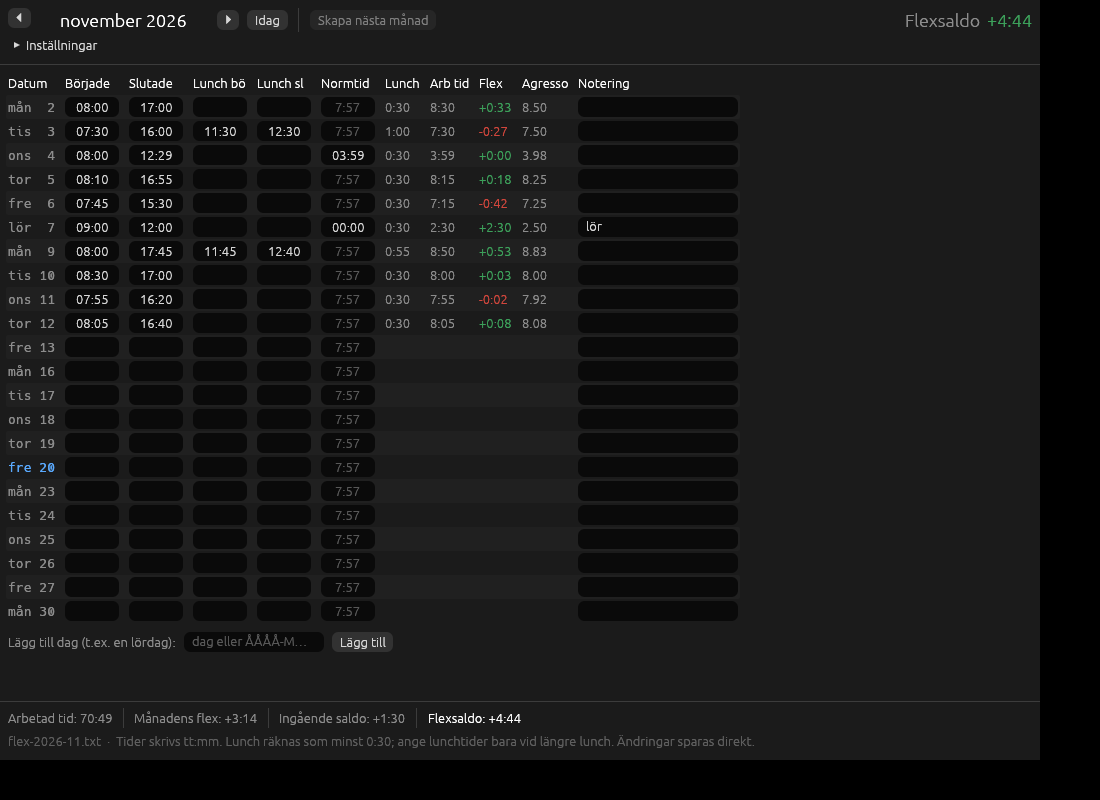 november 2026 Idag Skapa nästa månad Flexsaldo +4:44
Inställningar
Datum Började Slutade Lunch bö Lunch sl Normtid Lunch Arb tid Flex Agresso Notering
mån 2 08:00 17:00 7:57 0:30 8:30 +0:33 8.50
tis 3 07:30 16:00 11:30 12:30 7:57 1:00 7:30 -0:27 7.50
ons 4 08:00 12:29 03:59 0:30 3:59 +0:00 3.98
tor 5 08:10 16:55 7:57 0:30 8:15 +0:18 8.25
fre 6 07:45 15:30 7:57 0:30 7:15 -0:42 7.25
lör 7 09:00 12:00 00:00 0:30 2:30 +2:30 2.50 lör
mån 9 08:00 17:45 11:45 12:40 7:57 0:55 8:50 +0:53 8.83
tis 10 08:30 17:00 7:57 0:30 8:00 +0:03 8.00
ons 11 07:55 16:20 7:57 0:30 7:55 -0:02 7.92
tor 12 08:05 16:40 7:57 0:30 8:05 +0:08 8.08
fre 13 7:57
mån 16 7:57
tis 17 7:57
ons 18 7:57
tor 19 7:57
fre 20 7:57
mån 23 7:57
tis 24 7:57
ons 25 7:57
tor 26 7:57
fre 27 7:57
mån 30 7:57
Lägg till dag (t.ex. en lördag): dag eller ÅÅÅÅ-M… Lägg till
Arbetad tid: 70:49 Månadens flex: +3:14 Ingående saldo: +1:30 Flexsaldo: +4:44
flex-2026-11.txt · Tider skrivs tt:mm. Lunch räknas som minst 0:30; ange lunchtider bara vid längre lunch. Ändringar sparas direkt.